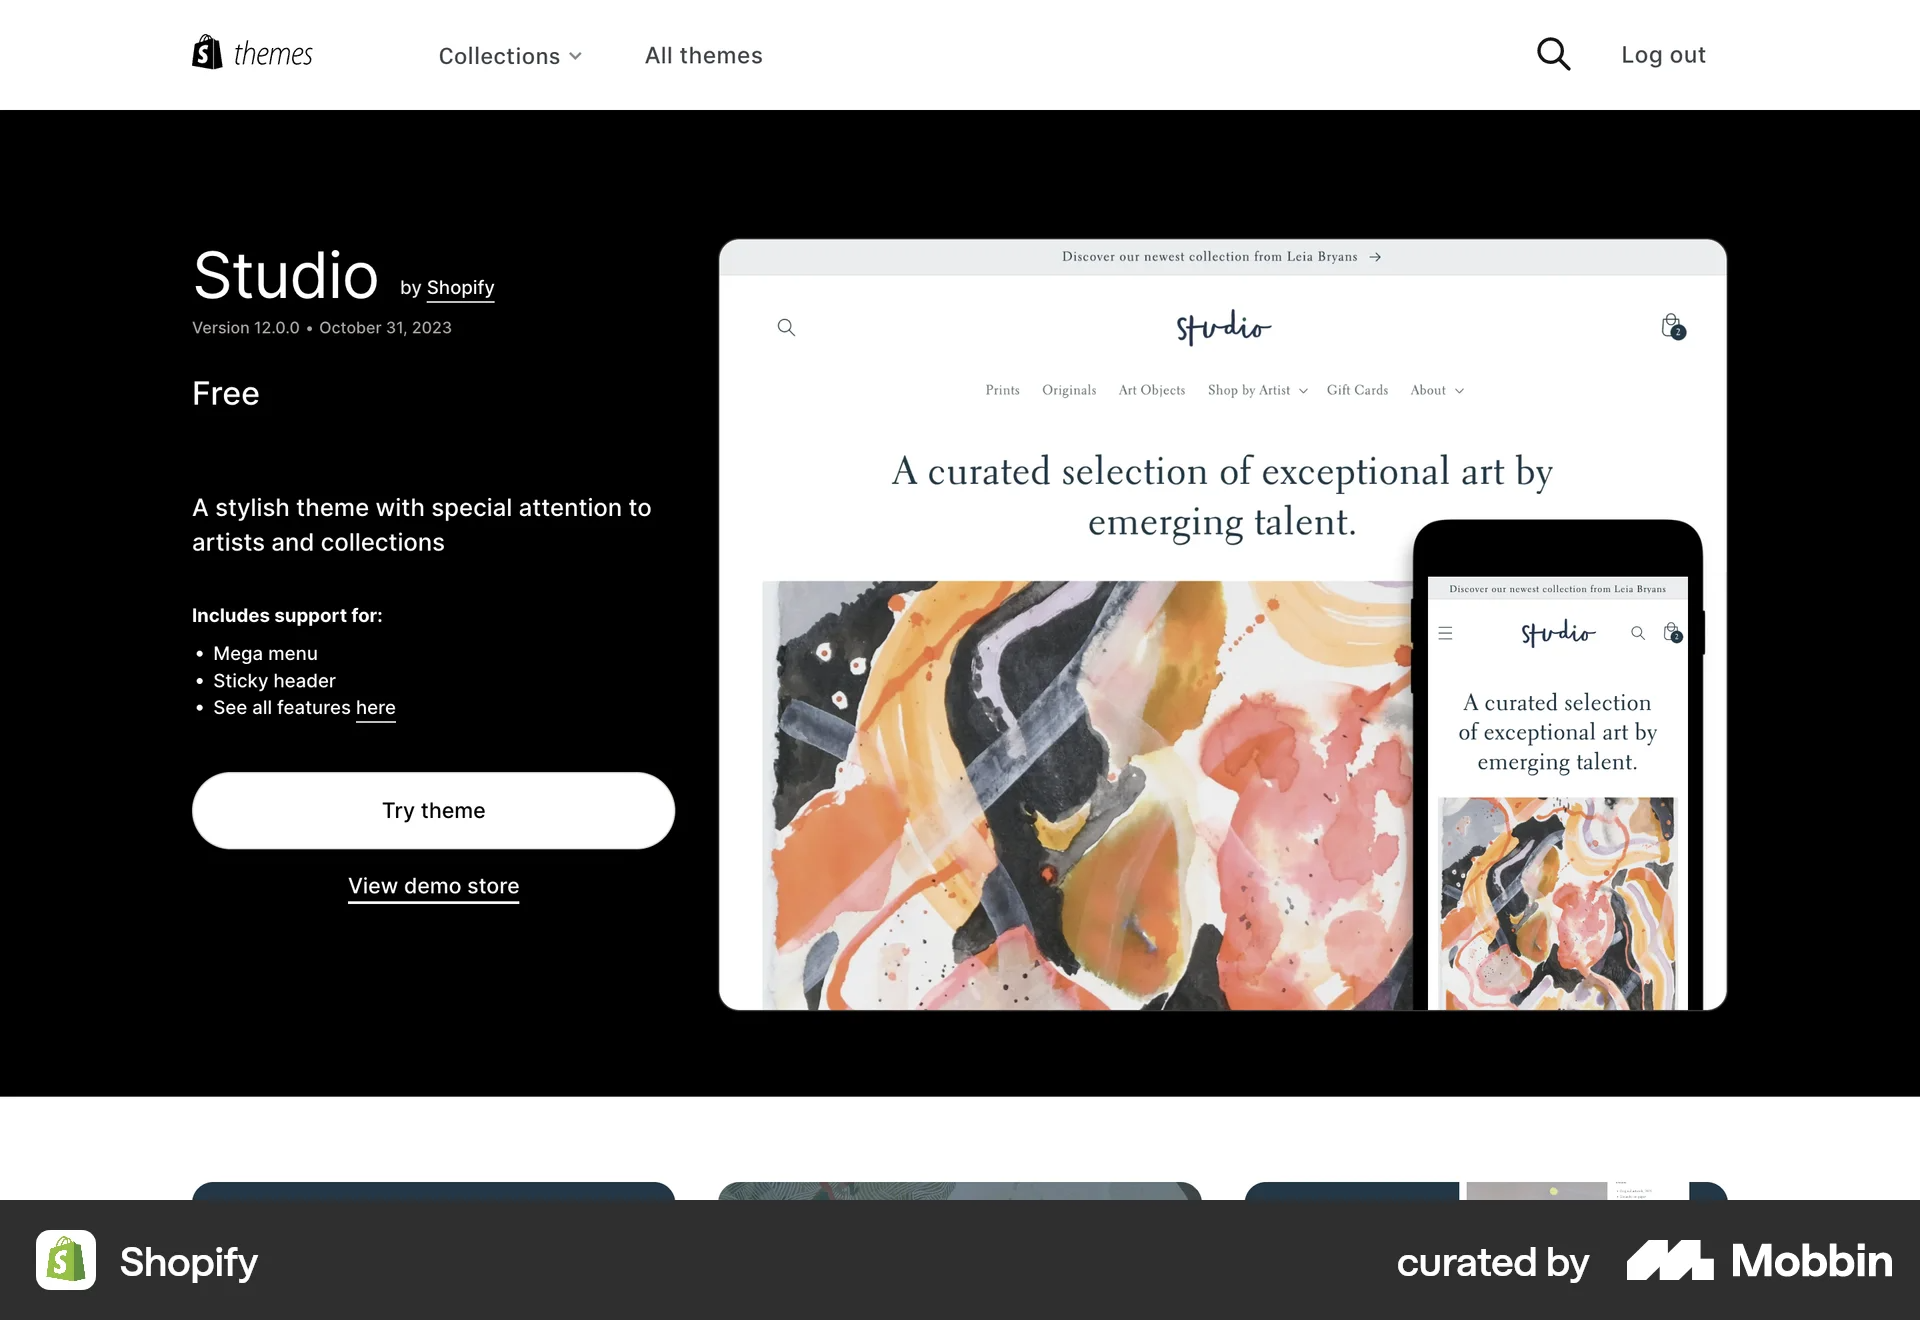 themes
Collections
All themes
Log out
Studio by Shopify
Version 12.0.0 • October 31, 2023
Free
A stylish theme with special attention to
artists and collections
Includes support for:
• Mega menu
• Sticky header
• See all features here
Try theme
View demo store
Discover our newest collection from Leia Bryans →
studio
2
Prints Originals Art Objects Shop by Artist Gift Cards About
A curated selection of exceptional art by
emerging talent.
Discover our newest collection from Leia Bryans
studio
2
A curated selection
of exceptional art by
emerging talent.
Shopify
curated by Mobbin